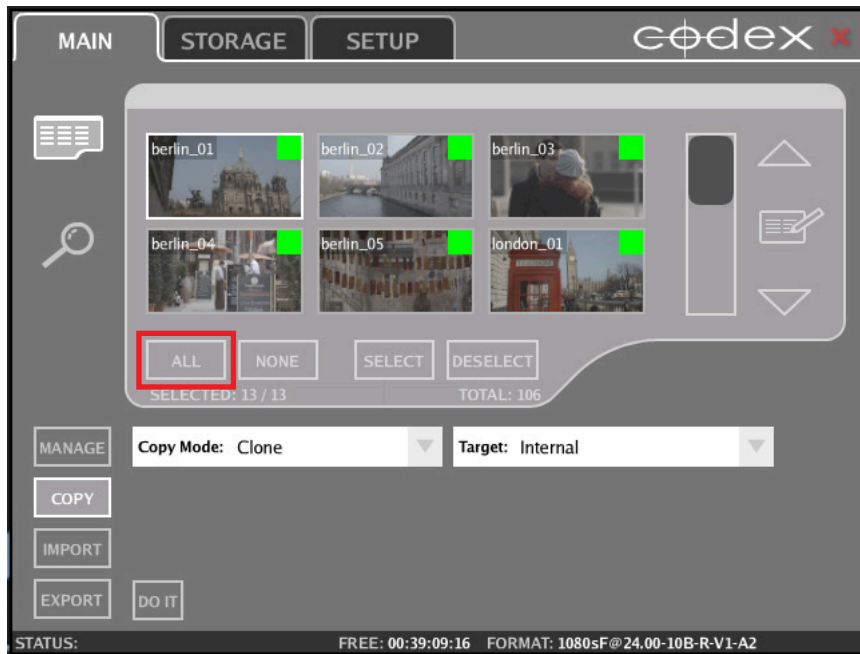 MAIN STORAGE SETUP codex
berlin_01 berlin_02 berlin_03
berlin_04 berlin_05 london_01
TELEPHONE
ALL NONE SELECT DESELECT
SELECTED: 13 / 13 TOTAL: 106
MANAGE Copy Mode: Clone Target: Internal
COPY
IMPORT
EXPORT DO IT
STATUS: FREE: 00:39:09:16 FORMAT: 1080sF@24.00-10B-R-V1-A2